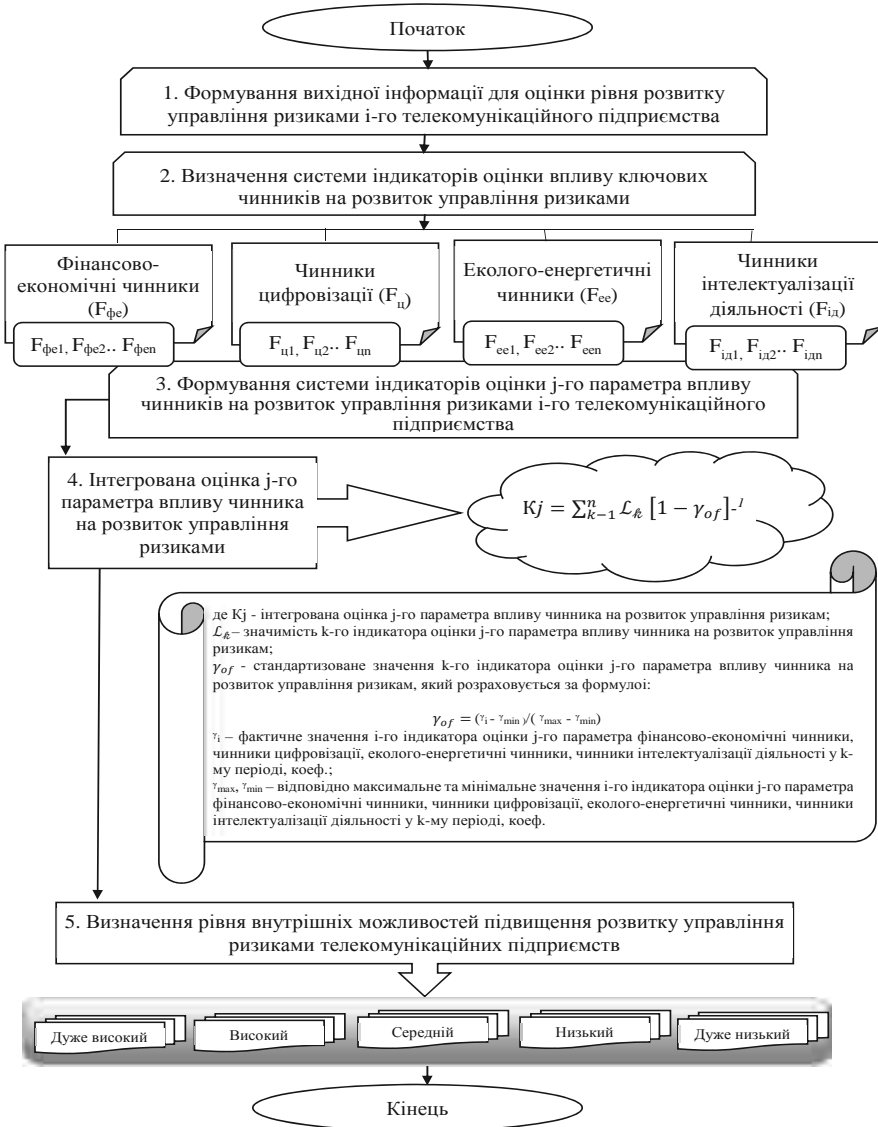 Початок
1. Формування вихідної інформації для оцінки рівня розвитку
управління ризиками і-го телекомунікаційного підприємства
2. Визначення системи індикаторів оцінки впливу ключових
чинників на розвиток управління ризиками
Фінансово-
економічні чинники
(Fфе)
Fфе1, Fфе2.. Fфеn
Чинники
цифровізації (Fц)
Fц1, Fц2.. Fцn
Еколого-енергетичні
чинники (Fее)
Fее1, Fее2.. Fееn
Чинники
інтелектуалізації
діяльності (Fід)
Fід1, Fід2.. Fідn
3. Формування системи індикаторів оцінки j-го параметра впливу
чинників на розвиток управління ризиками і-го телекомунікаційного
підприємства
4. Інтегрована оцінка j-го
параметра впливу чинника
на розвиток управління
ризиками
Kj = ∑ⁿₖ₋₁ ℒ𝓀 [1 − γof]-¹
де Kj - інтегрована оцінка j-го параметра впливу чинника на розвиток управління ризикам;
ℒ𝓀 – значимість k-го індикатора оцінки j-го параметра впливу чинника на розвиток управління
ризикам;
γof - стандартизоване значення k-го індикатора оцінки j-го параметра впливу чинника на
розвиток управління ризикам, який розраховується за формулоі:
γof = (γi - γmin )/( γmax - γmin)
γi – фактичне значення і-го індикатора оцінки j-го параметра фінансово-економічні чинники,
чинники цифровізації, еколого-енергетичні чинники, чинники інтелектуалізації діяльності у k-
му періоді, коеф.;
γmax, γmin – відповідно максимальне та мінімальне значення і-го індикатора оцінки j-го параметра
фінансово-економічні чинники, чинники цифровізації, еколого-енергетичні чинники, чинники
інтелектуалізації діяльності у k-му періоді, коеф.
5. Визначення рівня внутрішніх можливостей підвищення розвитку управління
ризиками телекомунікаційних підприємств
Дуже високий
Високий
Середній
Низький
Дуже низький
Кінець